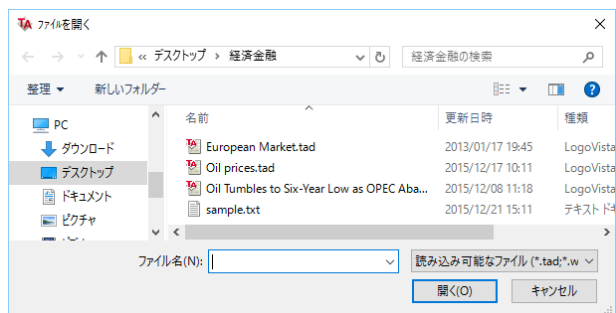 TA ファイルを開く
« デスクトップ › 経済金融
経済金融の検索
整理 ▼ 新しいフォルダー
名前 更新日時 種類
PC
ダウンロード
デスクトップ
ドキュメント
ピクチャ
European Market.tad 2013/01/17 19:45 LogoVista
Oil prices.tad 2015/12/17 10:11 LogoVista
Oil Tumbles to Six-Year Low as OPEC Aba... 2015/12/08 11:18 LogoVista
sample.txt 2015/12/21 15:11 テキスト
ファイル名(N):
読み込み可能なファイル (*.tad;*.w
開く(O) キャンセル